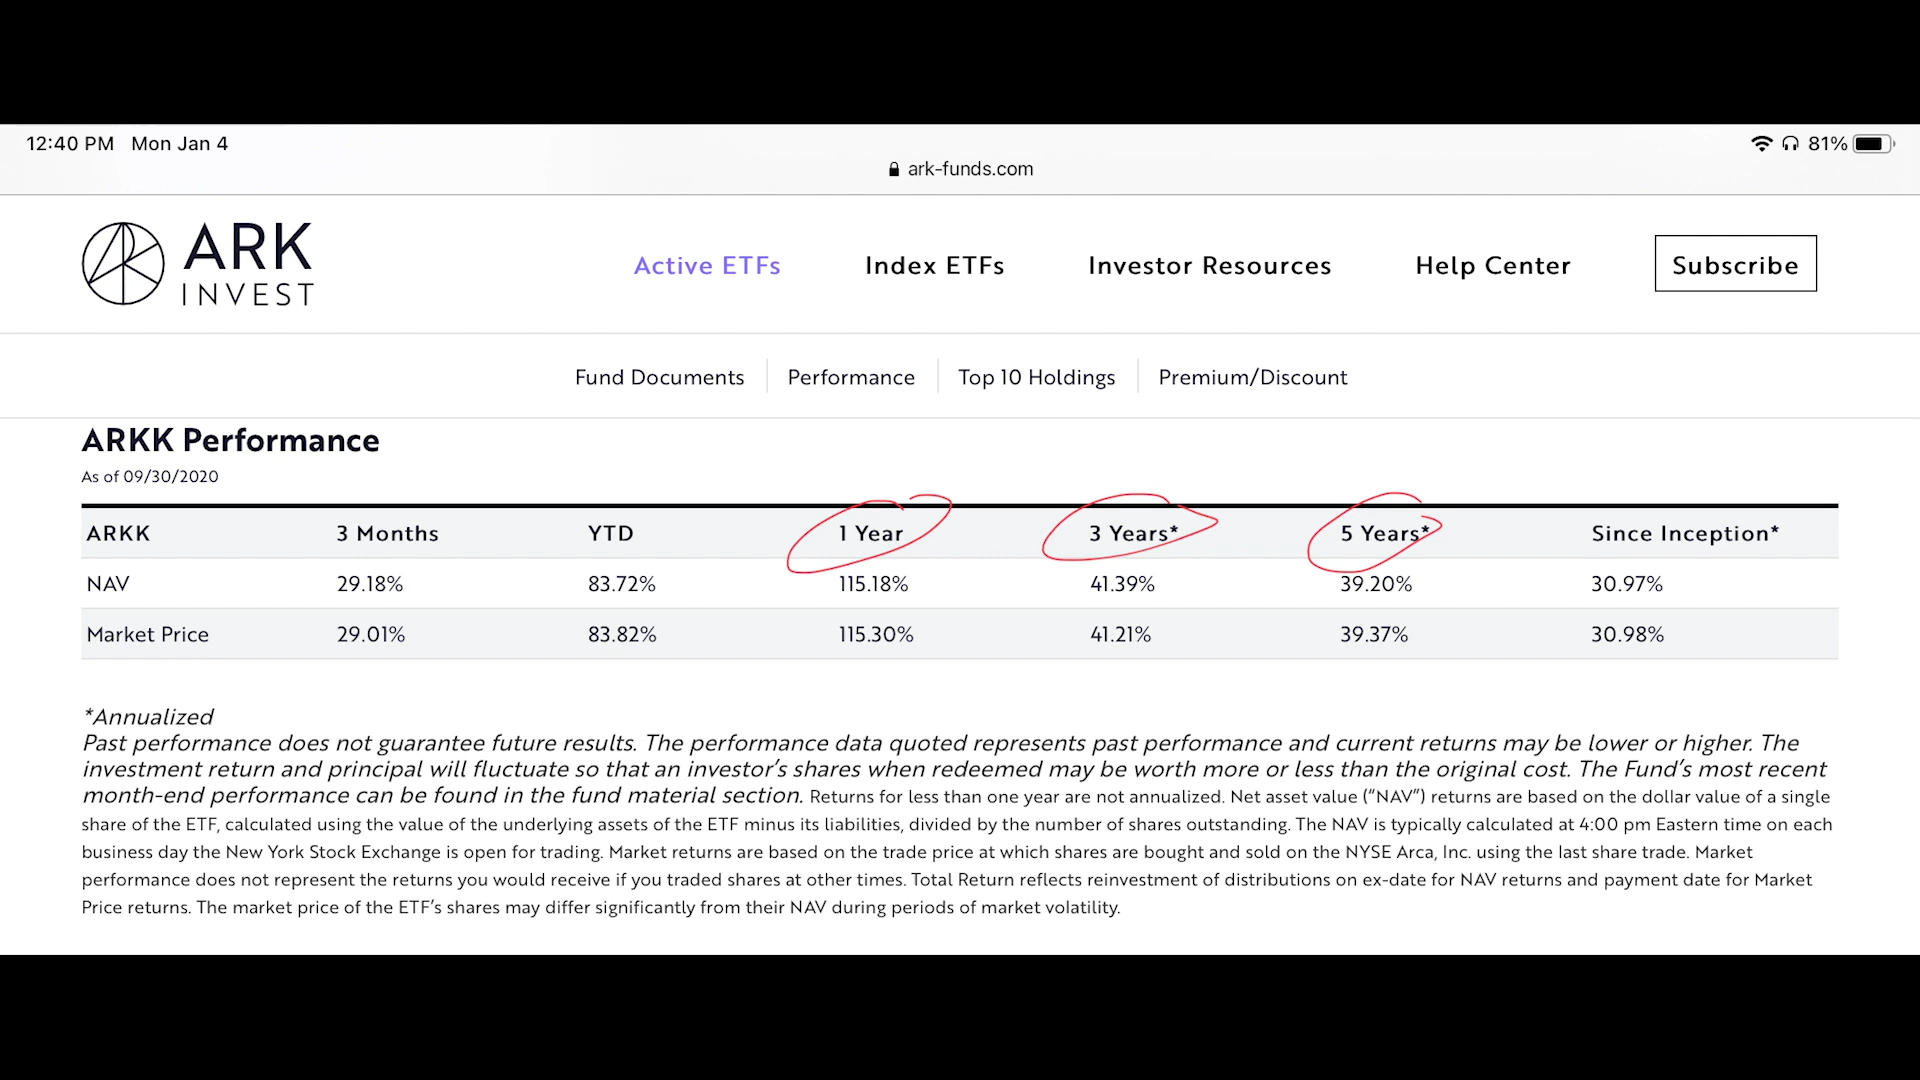 12:40 PM Mon Jan 4
81%
ark-funds.com
ARK
INVEST
Active ETFs
Index ETFs
Investor Resources
Help Center
Subscribe
Fund Documents
Performance
Top 10 Holdings
Premium/Discount
ARKK Performance
As of 09/30/2020
ARKK 3 Months YTD 1 Year 3 Years* 5 Years* Since Inception*
NAV 29.18% 83.72% 115.18% 41.39% 39.20% 30.97%
Market Price 29.01% 83.82% 115.30% 41.21% 39.37% 30.98%
*Annualized
Past performance does not guarantee future results. The performance data quoted represents past performance and current returns may be lower or higher. The
investment return and principal will fluctuate so that an investor's shares when redeemed may be worth more or less than the original cost. The Fund's most recent
month-end performance can be found in the fund material section. Returns for less than one year are not annualized. Net asset value ("NAV") returns are based on the dollar value of a single
share of the ETF, calculated using the value of the underlying assets of the ETF minus its liabilities, divided by the number of shares outstanding. The NAV is typically calculated at 4:00 pm Eastern time on each
business day the New York Stock Exchange is open for trading. Market returns are based on the trade price at which shares are bought and sold on the NYSE Arca, Inc. using the last share trade. Market
performance does not represent the returns you would receive if you traded shares at other times. Total Return reflects reinvestment of distributions on ex-date for NAV returns and payment date for Market
Price returns. The market price of the ETF's shares may differ significantly from their NAV during periods of market volatility.